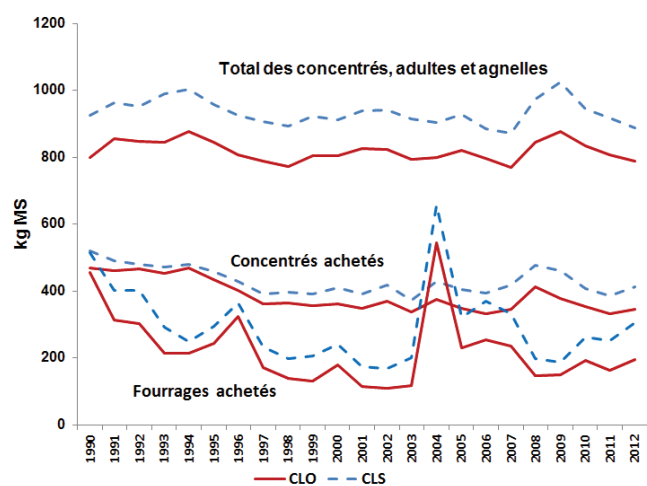 1200
Total des concentrés, adultes et agnelles
1000
800
kg MS
600
Concentrés achetés
400
200
Fourrages achetés
0
1990 1991 1992 1993 1994 1995 1996 1997 1998 1999 2000 2001 2002 2003 2004 2005 2006 2007 2008 2009 2010 2011 2012
CLO CLS